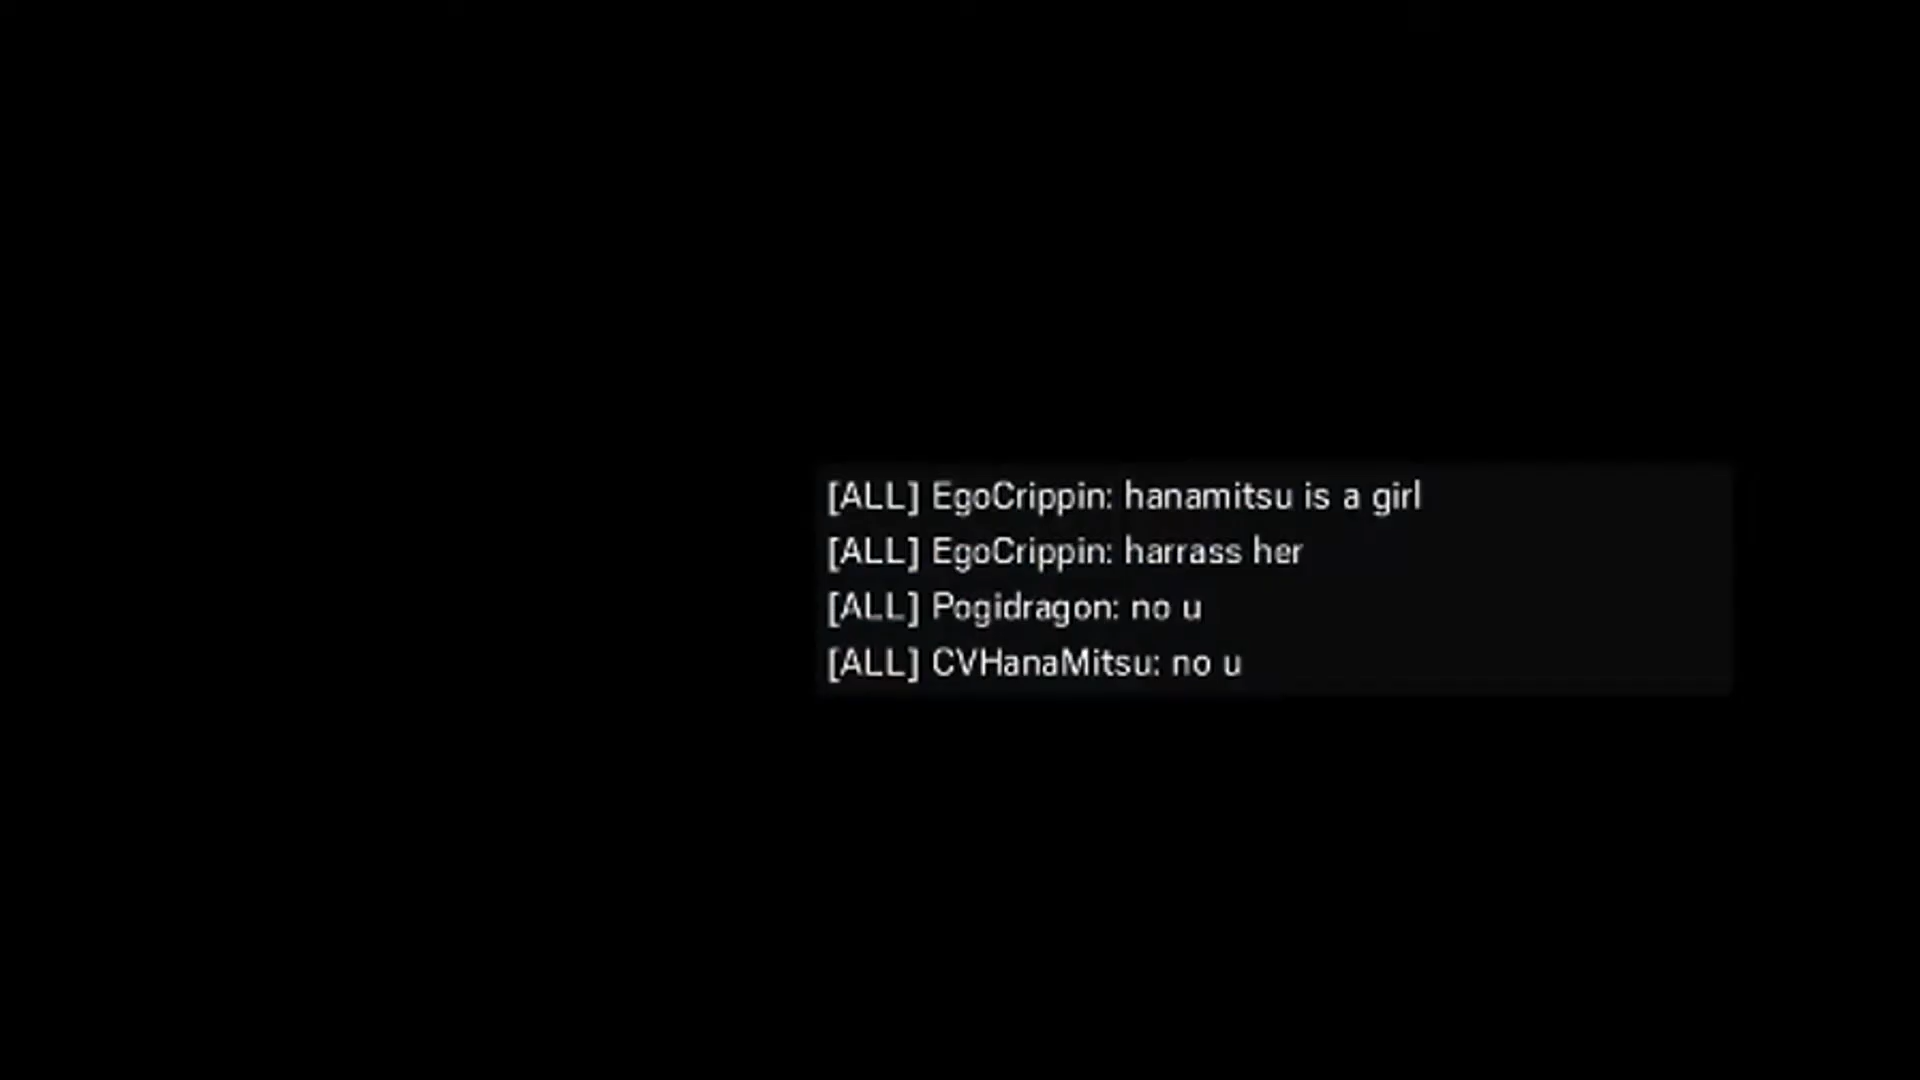 [ALL] EgoCrippin: hanamitsu is a girl
[ALL] EgoCrippin: harrass her
[ALL] Pogidragon: no u
[ALL] CVHanaMitsu: no u